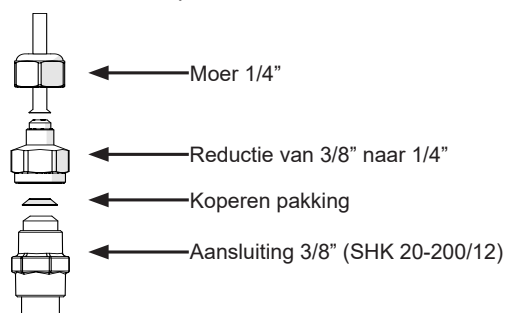 Moer 1/4”
Reductie van 3/8” naar 1/4”
Koperen pakking
Aansluiting 3/8” (SHK 20-200/12)